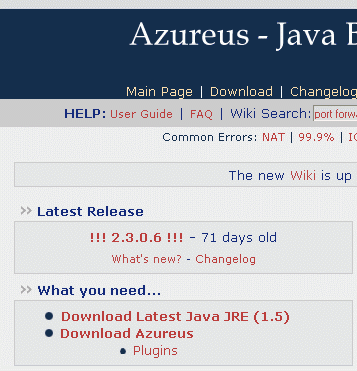 Azureus - Java B
Main Page | Download | Changelog
HELP: User Guide | FAQ | Wiki Search: port forwa
Common Errors: NAT | 99.9% |
The new Wiki is up
Latest Release
!!! 2.3.0.6 !!! - 71 days old
What's new? - Changelog
What you need...
Download Latest Java JRE (1.5)
Download Azureus
Plugins